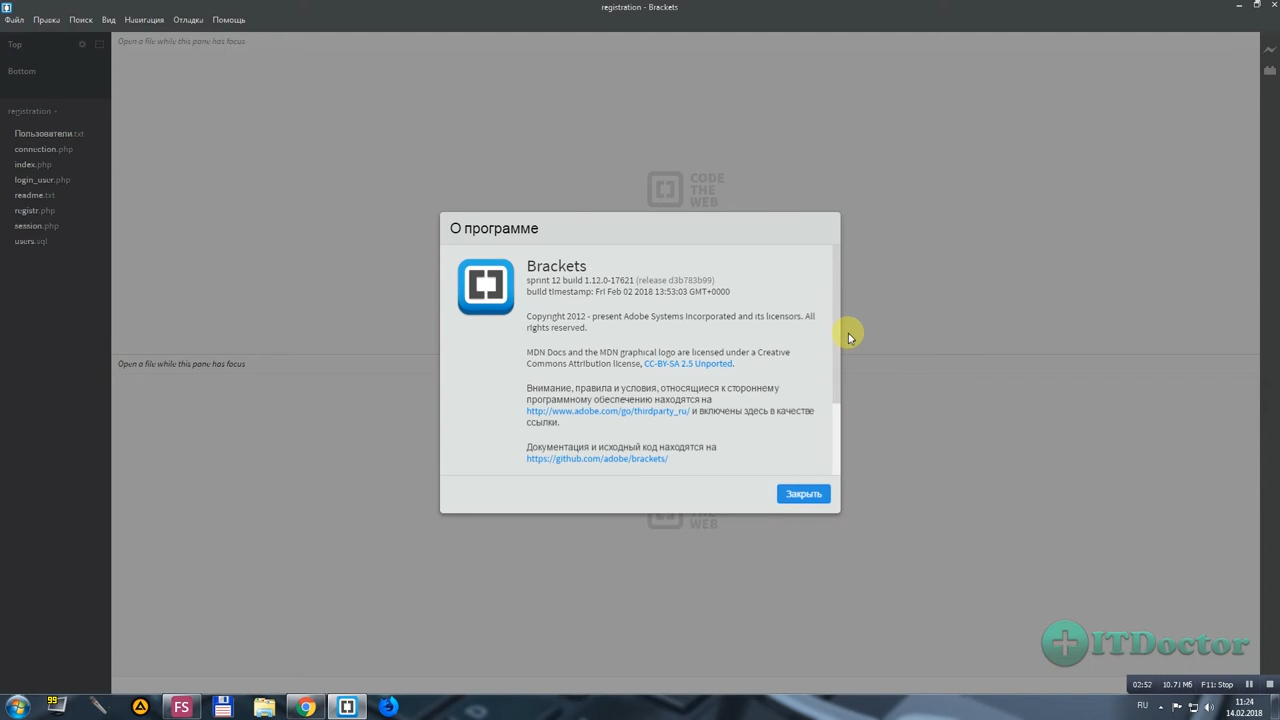 registration - Brackets
Файл Правка Поиск Вид Навигация Отладка Помощь
Top
Bottom
registration -
Пользователи.txt
connection.php
index.php
login_user.php
readme.txt
registr.php
session.php
users.sql
Open a file while this pane has focus
CODE
THE
WEB
О программе
Brackets
sprint 12 build 1.12.0-17621 (release d3b783b99)
build timestamp: Fri Feb 02 2018 13:53:03 GMT+0000
Copyright 2012 - present Adobe Systems Incorporated and its licensors. All
rights reserved.
MDN Docs and the MDN graphical logo are licensed under a Creative
Commons Attribution license, CC-BY-SA 2.5 Unported.
Внимание, правила и условия, относящиеся к стороннему
программному обеспечению находятся на
http://www.adobe.com/go/thirdparty_ru/ и включены здесь в качестве
ссылки.
Документация и исходный код находятся на
https://github.com/adobe/brackets/
Закрыть
Open a file while this pane has focus
THE
WEB
ITDoctor
02:52 10.71 Мб F11: Stop
99
FS
RU
11:24
14.02.2018